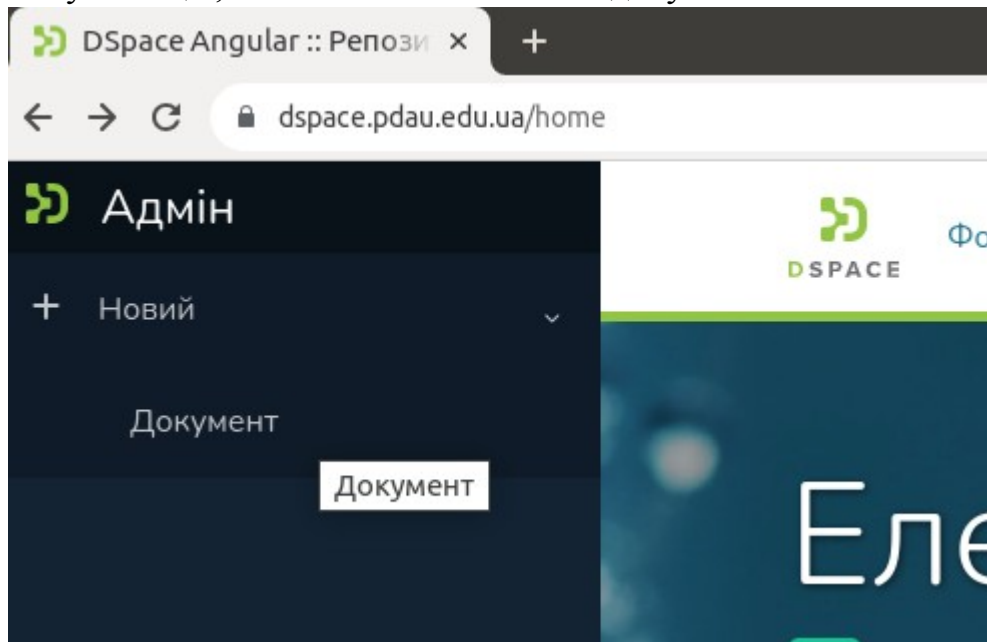 DSpace Angular :: Репози
dspace.pdau.edu.ua/home
Адмін
DSPACE
Фо
Новий
Документ
Документ
Еле